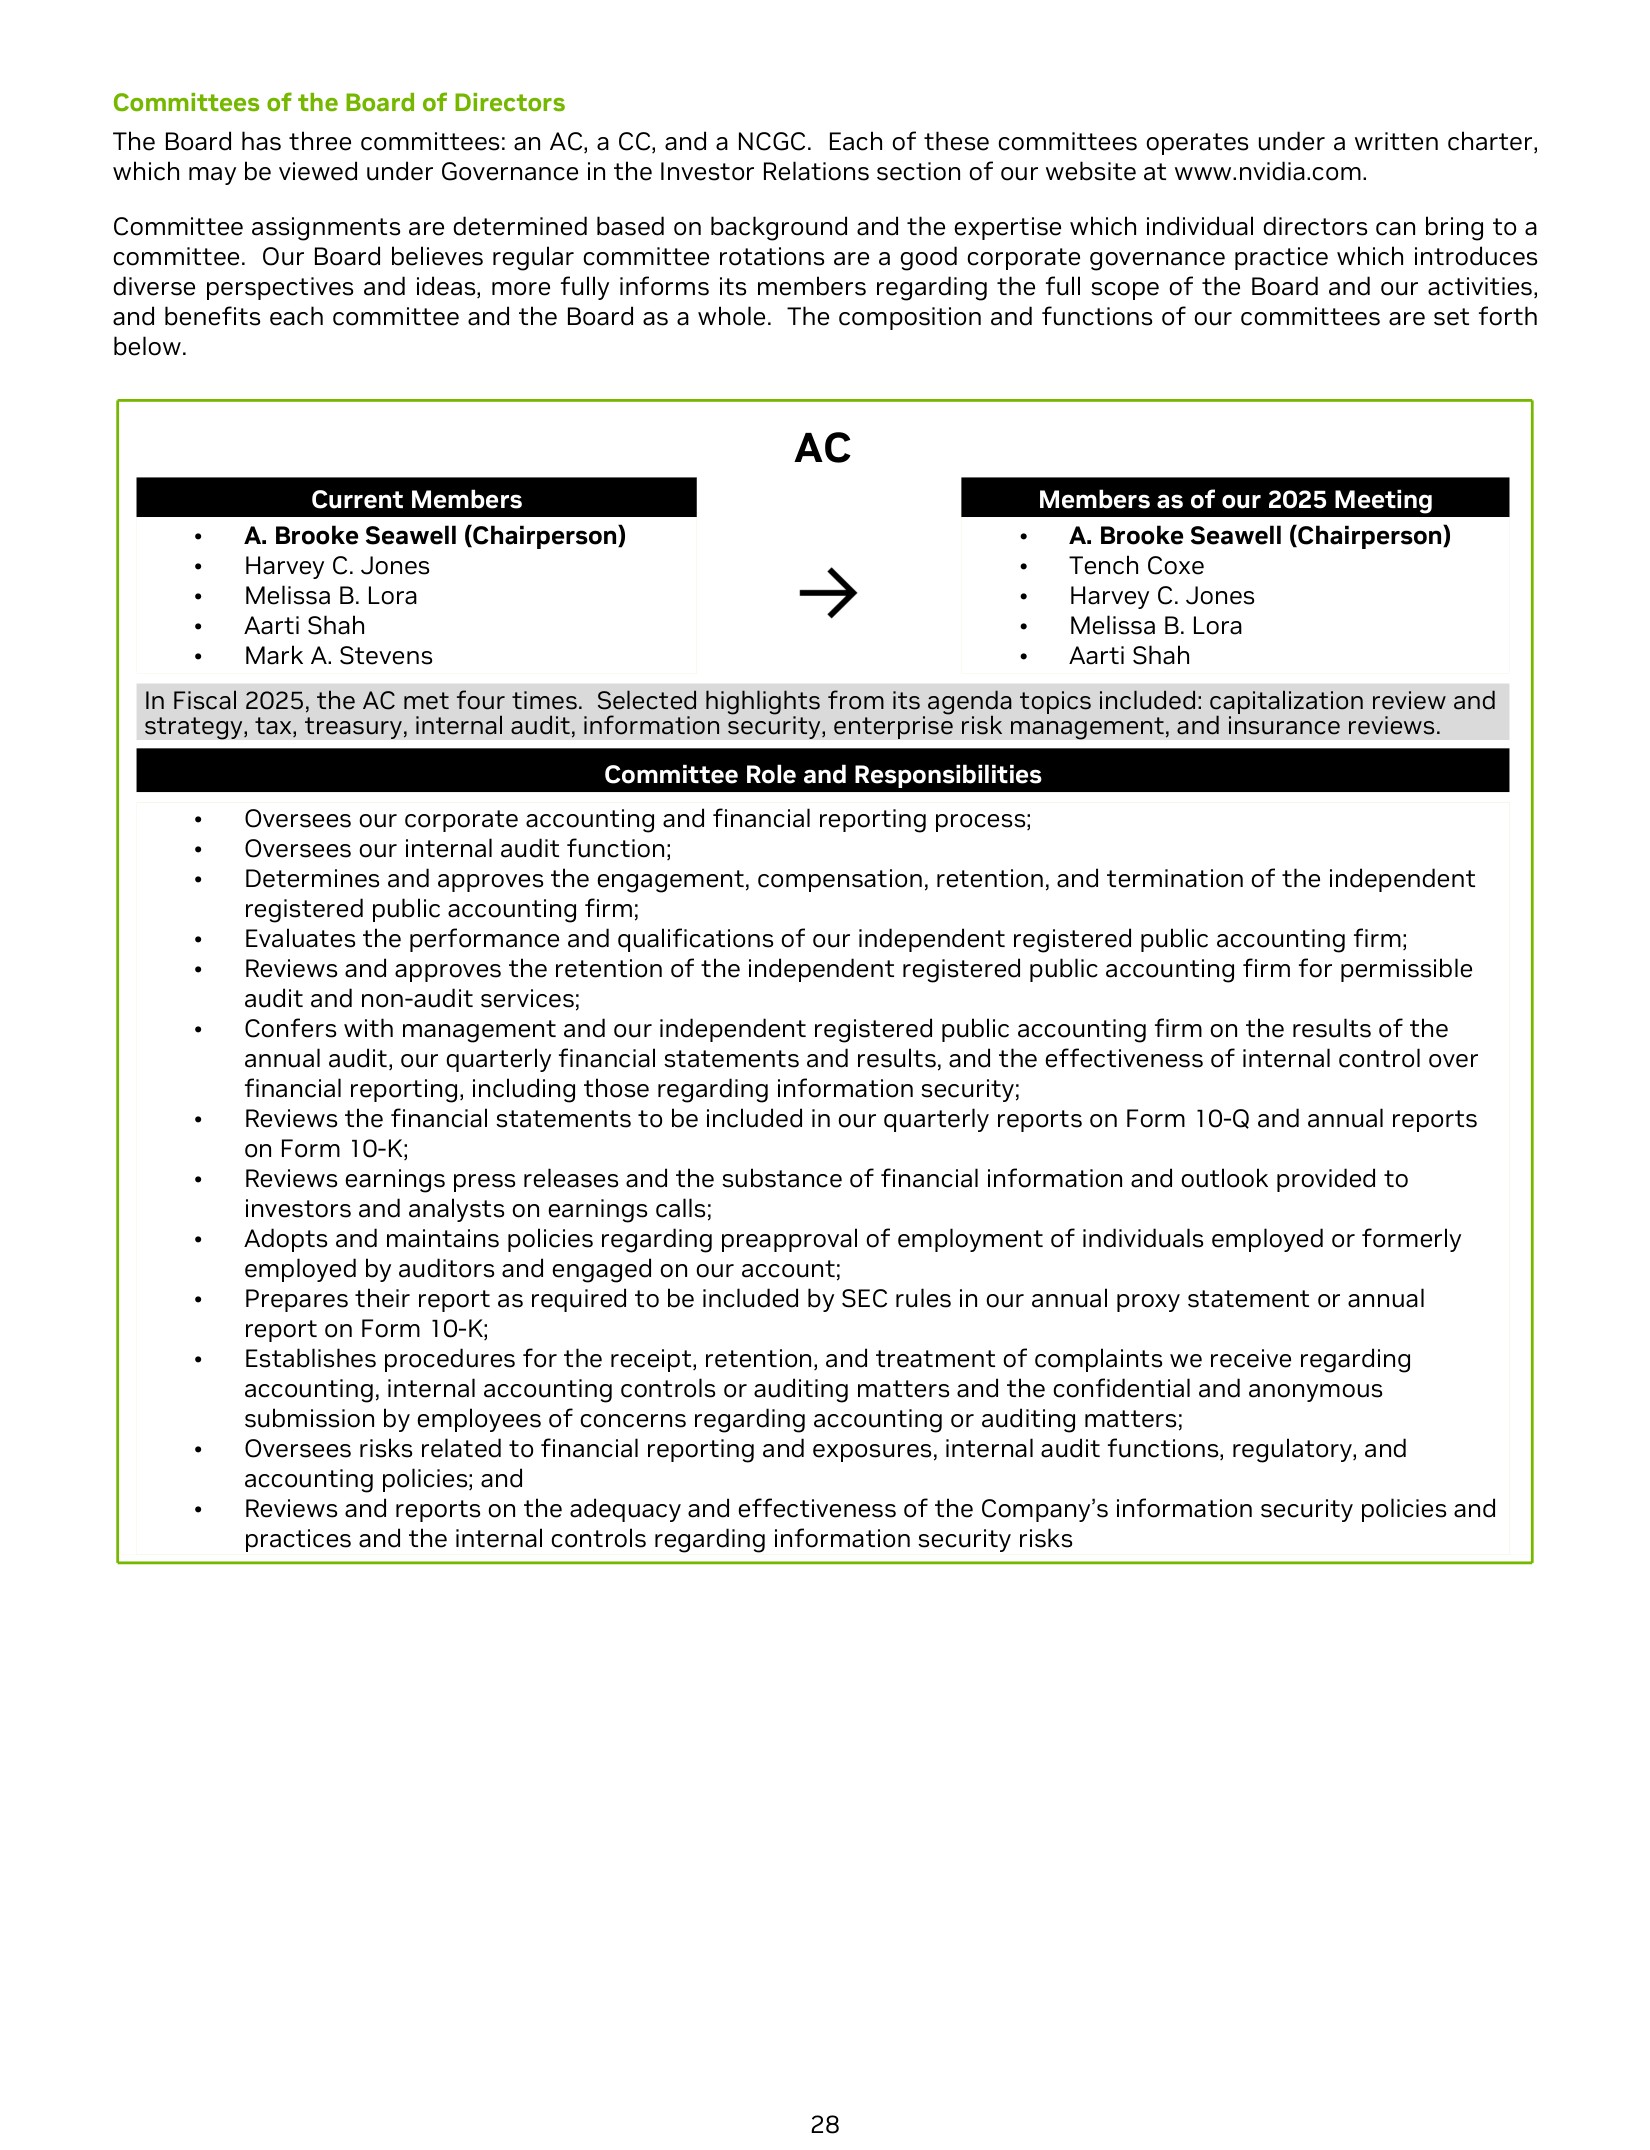 Committees of the Board of Directors
The Board has three committees: an AC, a CC, and a NCGC.  Each of these committees operates under a written charter,
which may be viewed under Governance in the Investor Relations section of our website at www.nvidia.com.
Committee assignments are determined based on background and the expertise which individual directors can bring to a
committee.  Our Board believes regular committee rotations are a good corporate governance practice which introduces
diverse perspectives and ideas, more fully informs its members regarding the full scope of the Board and our activities,
and benefits each committee and the Board as a whole.  The composition and functions of our committees are set forth
below.
AC
Current Members
• A. Brooke Seawell (Chairperson)
• Harvey C. Jones
• Melissa B. Lora
• Aarti Shah
• Mark A. Stevens
→
Members as of our 2025 Meeting
• A. Brooke Seawell (Chairperson)
• Tench Coxe
• Harvey C. Jones
• Melissa B. Lora
• Aarti Shah
In Fiscal 2025, the AC met four times.  Selected highlights from its agenda topics included: capitalization review and
strategy, tax, treasury, internal audit, information security, enterprise risk management, and insurance reviews.
Committee Role and Responsibilities
• Oversees our corporate accounting and financial reporting process;
• Oversees our internal audit function;
• Determines and approves the engagement, compensation, retention, and termination of the independent
registered public accounting firm;
• Evaluates the performance and qualifications of our independent registered public accounting firm;
• Reviews and approves the retention of the independent registered public accounting firm for permissible
audit and non-audit services;
• Confers with management and our independent registered public accounting firm on the results of the
annual audit, our quarterly financial statements and results, and the effectiveness of internal control over
financial reporting, including those regarding information security;
• Reviews the financial statements to be included in our quarterly reports on Form 10-Q and annual reports
on Form 10-K;
• Reviews earnings press releases and the substance of financial information and outlook provided to
investors and analysts on earnings calls;
• Adopts and maintains policies regarding preapproval of employment of individuals employed or formerly
employed by auditors and engaged on our account;
• Prepares their report as required to be included by SEC rules in our annual proxy statement or annual
report on Form 10-K;
• Establishes procedures for the receipt, retention, and treatment of complaints we receive regarding
accounting, internal accounting controls or auditing matters and the confidential and anonymous
submission by employees of concerns regarding accounting or auditing matters;
• Oversees risks related to financial reporting and exposures, internal audit functions, regulatory, and
accounting policies; and
• Reviews and reports on the adequacy and effectiveness of the Company's information security policies and
practices and the internal controls regarding information security risks
28